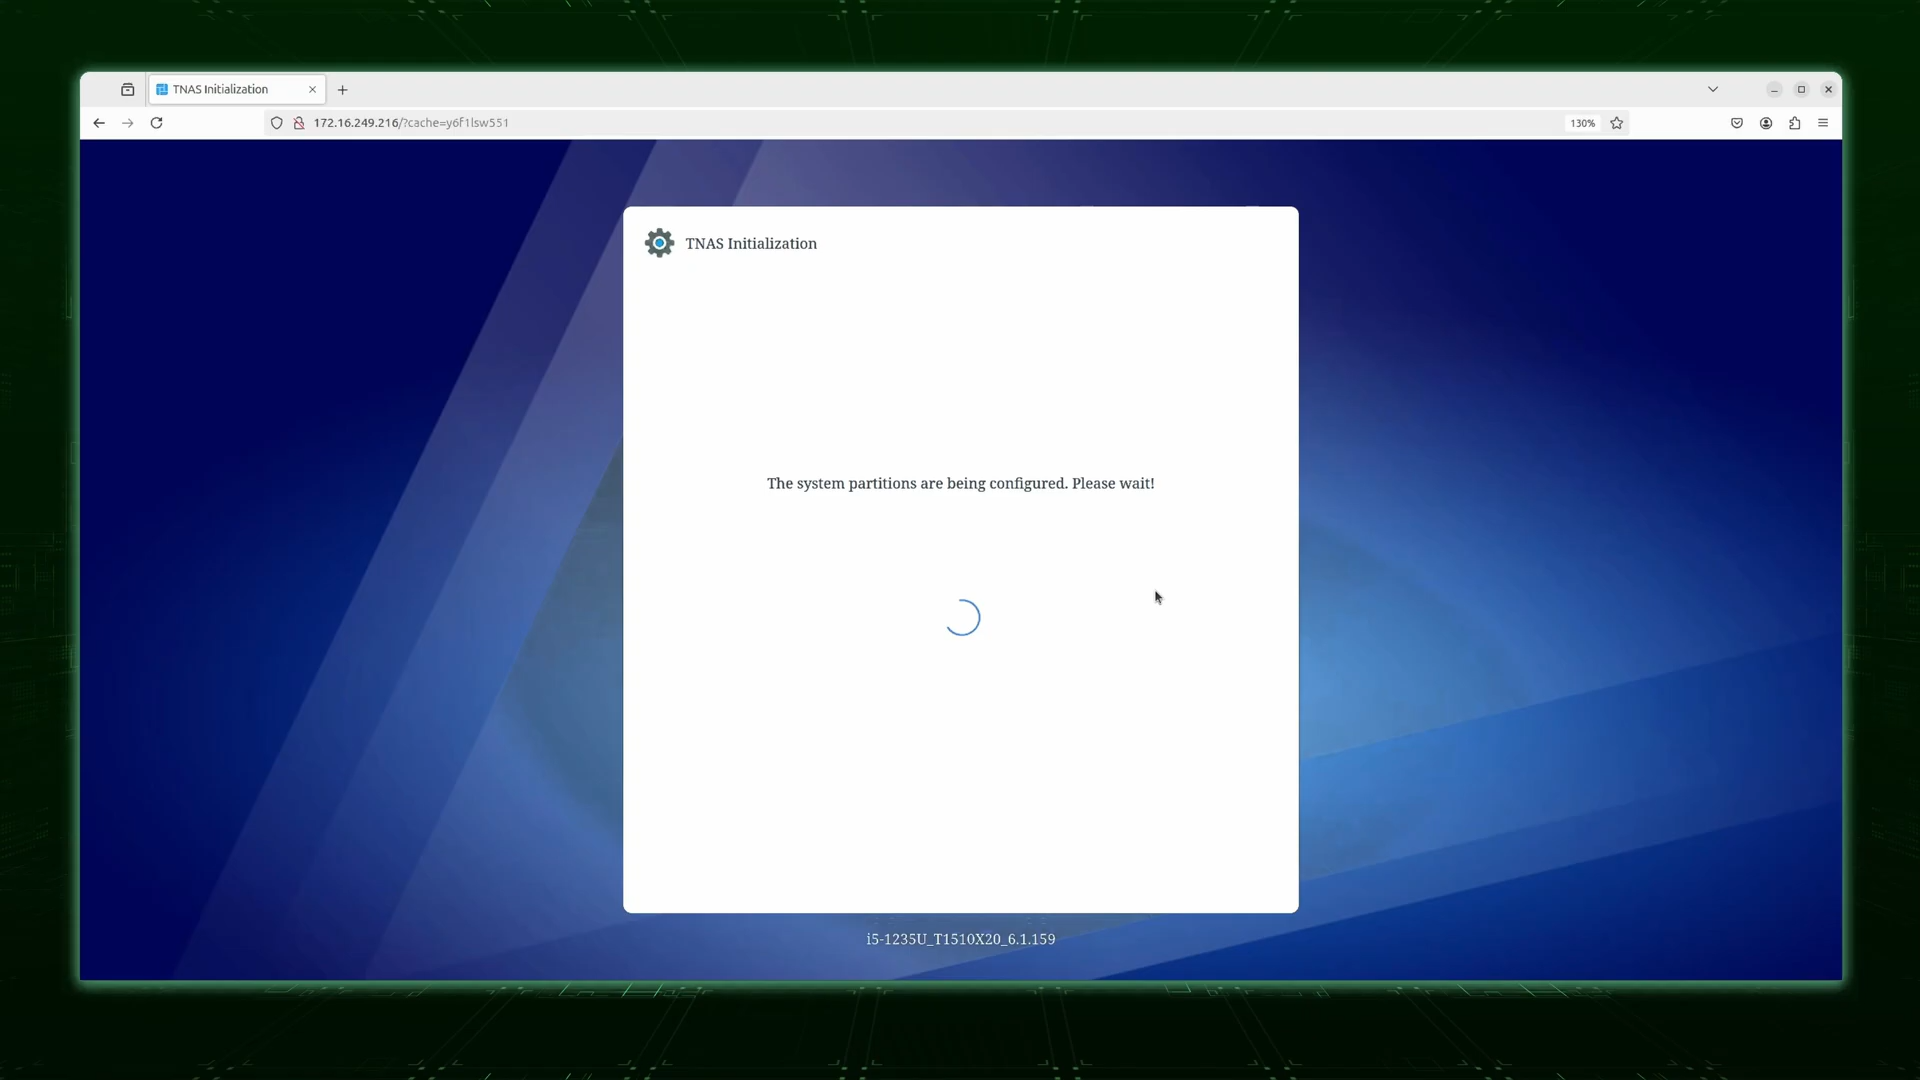 TNAS Initialization
172.16.249.216/?cache=y6f1lsw551
130%
TNAS Initialization
The system partitions are being configured. Please wait!
i5-1235U_T1510X20_6.1.159